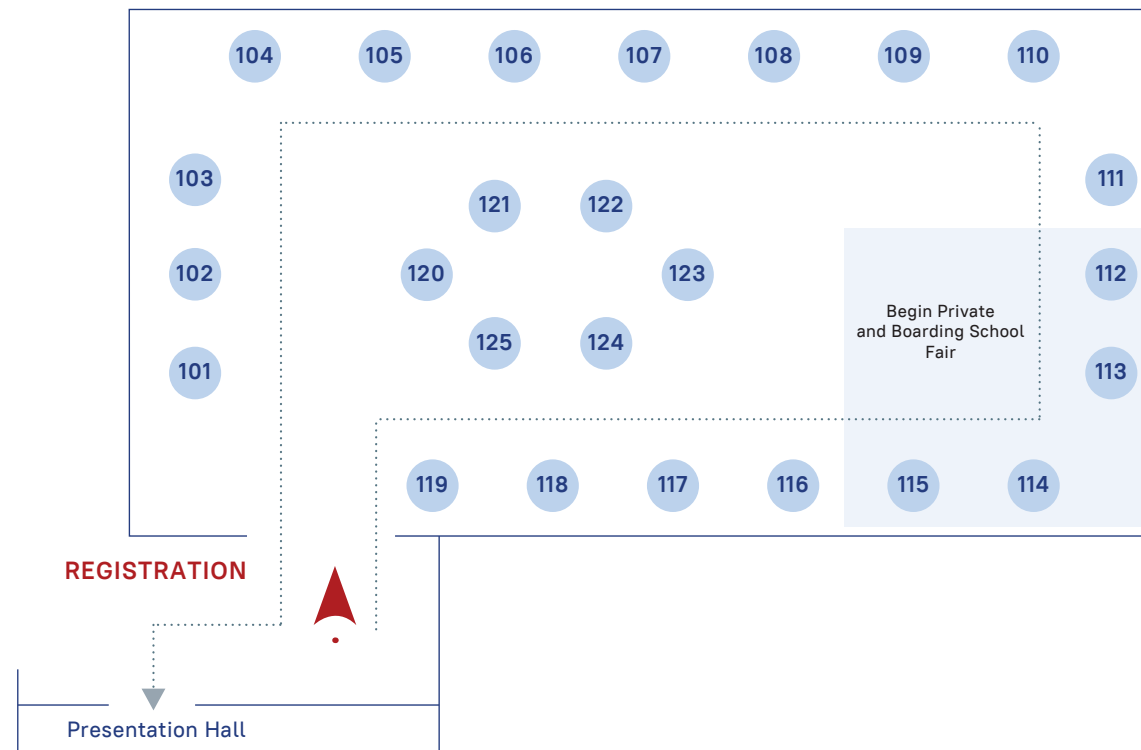 104 105 106 107 108 109 110
103 111
121 122
102 120 123 112
Begin Private
and Boarding School
Fair
125 124
101 113
119 118 117 116 115 114
REGISTRATION
Presentation Hall